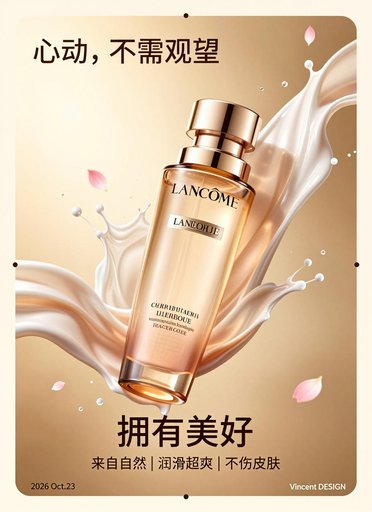 心动，不需观望
LANCÔME
拥有美好
来自自然 | 润滑超爽 | 不伤皮肤
2026 Oct.23
Vincent DESIGN